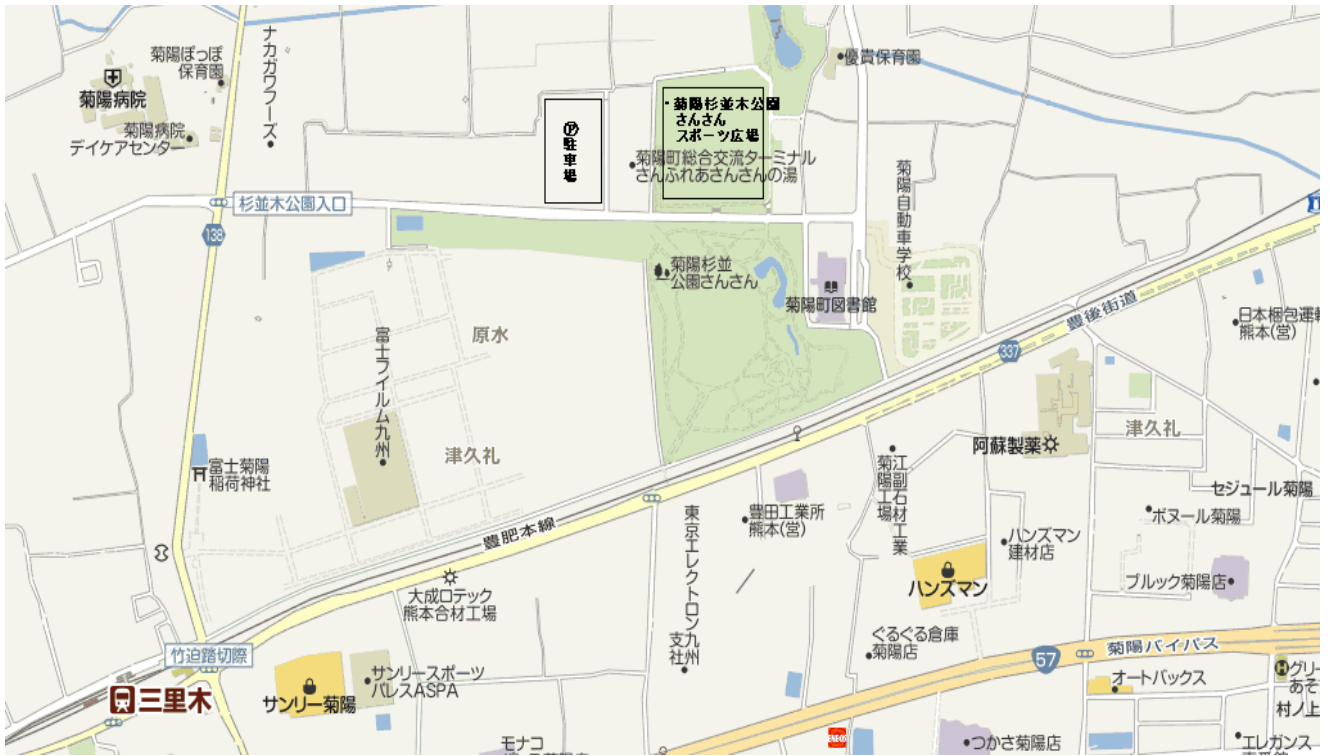 菊陽ぽっぽ
保育園
菊陽病院
菊陽病院
デイケアセンター
ナカガワフーズ
杉並木公園入口
138
㋐駐車場
・菊陽杉並木公園
さんさん
スポーツ広場
菊陽町総合交流ターミナル
さんふれあさんさんの湯
優貴保育園
菊陽自動車学校
菊陽杉並
公園さんさん
菊陽町図書館
豊後街道
337
日本梱包運輸
熊本(営)
原水
富士フイルム九州
津久礼
富士菊陽
稲荷神社
豊肥本線
大成ロテック
熊本合材工場
東京エレクトロン九州
支社
豊田工業所
熊本(営)
江副石材工業
菊陽工場
阿蘇製薬
津久礼
セジュール菊陽
ボヌール菊陽
ハンズマン
建材店
ハンズマン
ブルック菊陽店
ぐるぐる倉庫
菊陽店
57
菊陽バイパス
オートバックス
グリー
あそ
村ノ上
エレガンス
つかさ菊陽店
ENEOS
モナコ
竹迫踏切際
三里木
サンリー菊陽
サンリースポーツ
パレスASPA